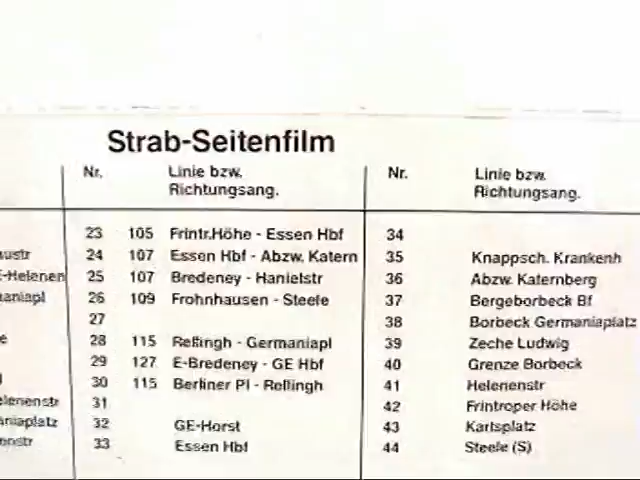 Strab-Seitenfilm
Nr. Linie bzw. Richtungsang. Nr. Linie bzw. Richtungsang.
23 105 Frintr.Höhe - Essen Hbf 34
24 107 Essen Hbf - Abzw. Katern 35 Knappsch. Krankenh
25 107 Bredeney - Hanielstr 36 Abzw. Katernberg
26 109 Frohnhausen - Steele 37 Bergeborbeck Bf
27 38 Borbeck Germaniaplatz
28 115 Rellingh - Germaniapl 39 Zeche Ludwig
29 127 E-Bredeney - GE Hbf 40 Grenze Borbeck
30 115 Berliner Pl - Rellingh 41 Helenenstr
31 42 Frintroper Höhe
32 GE-Horst 43 Karlsplatz
33 Essen Hbf 44 Steele (S)